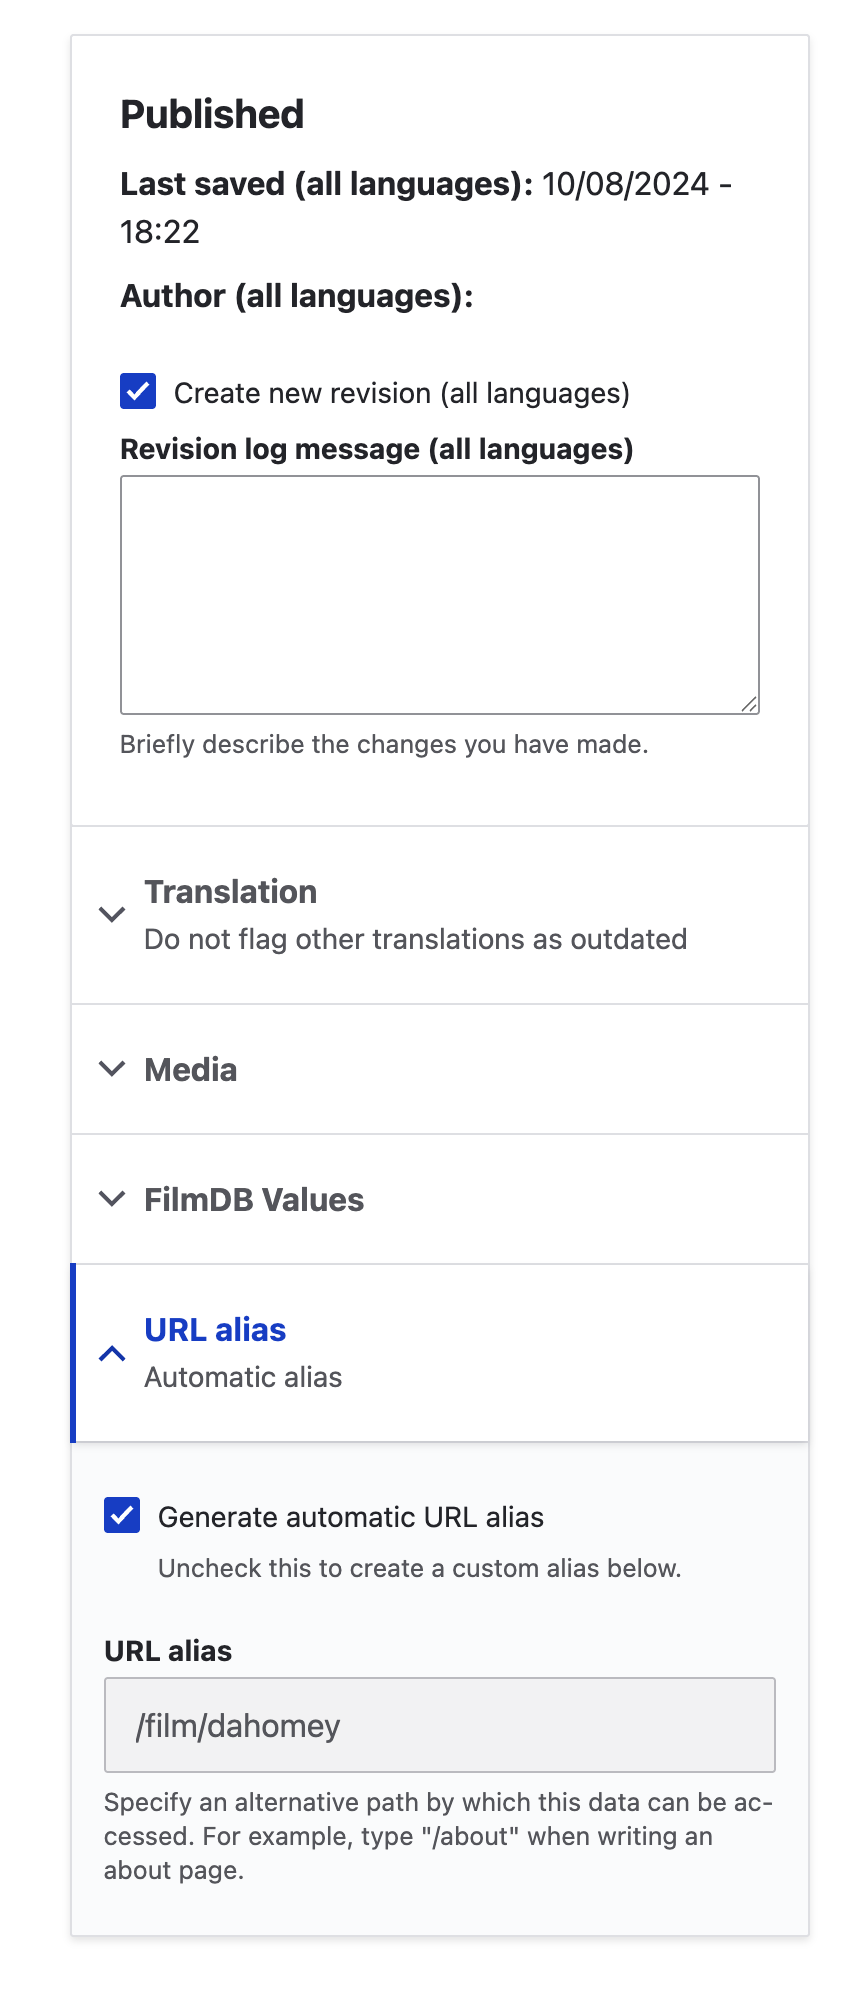 Published
Last saved (all languages): 10/08/2024 -
18:22
Author (all languages):
Create new revision (all languages)
Revision log message (all languages)
Briefly describe the changes you have made.
Translation
Do not flag other translations as outdated
Media
FilmDB Values
URL alias
Automatic alias
Generate automatic URL alias
Uncheck this to create a custom alias below.
URL alias
/film/dahomey
Specify an alternative path by which this data can be ac-
cessed. For example, type "/about" when writing an
about page.